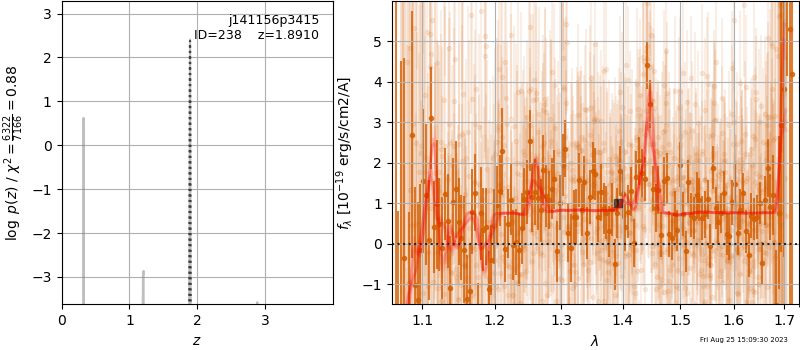 j141156p3415
ID=238 z=1.8910
log p(z) / χ² = 6322/7166 = 0.88
3
2
1
0
−1
−2
−3
0 1 2 3
z
f_λ [10⁻¹⁹ erg/s/cm2/A]
5
4
3
2
1
0
−1
1.1 1.2 1.3 1.4 1.5 1.6 1.7
λ
Fri Aug 25 15:09:30 2023